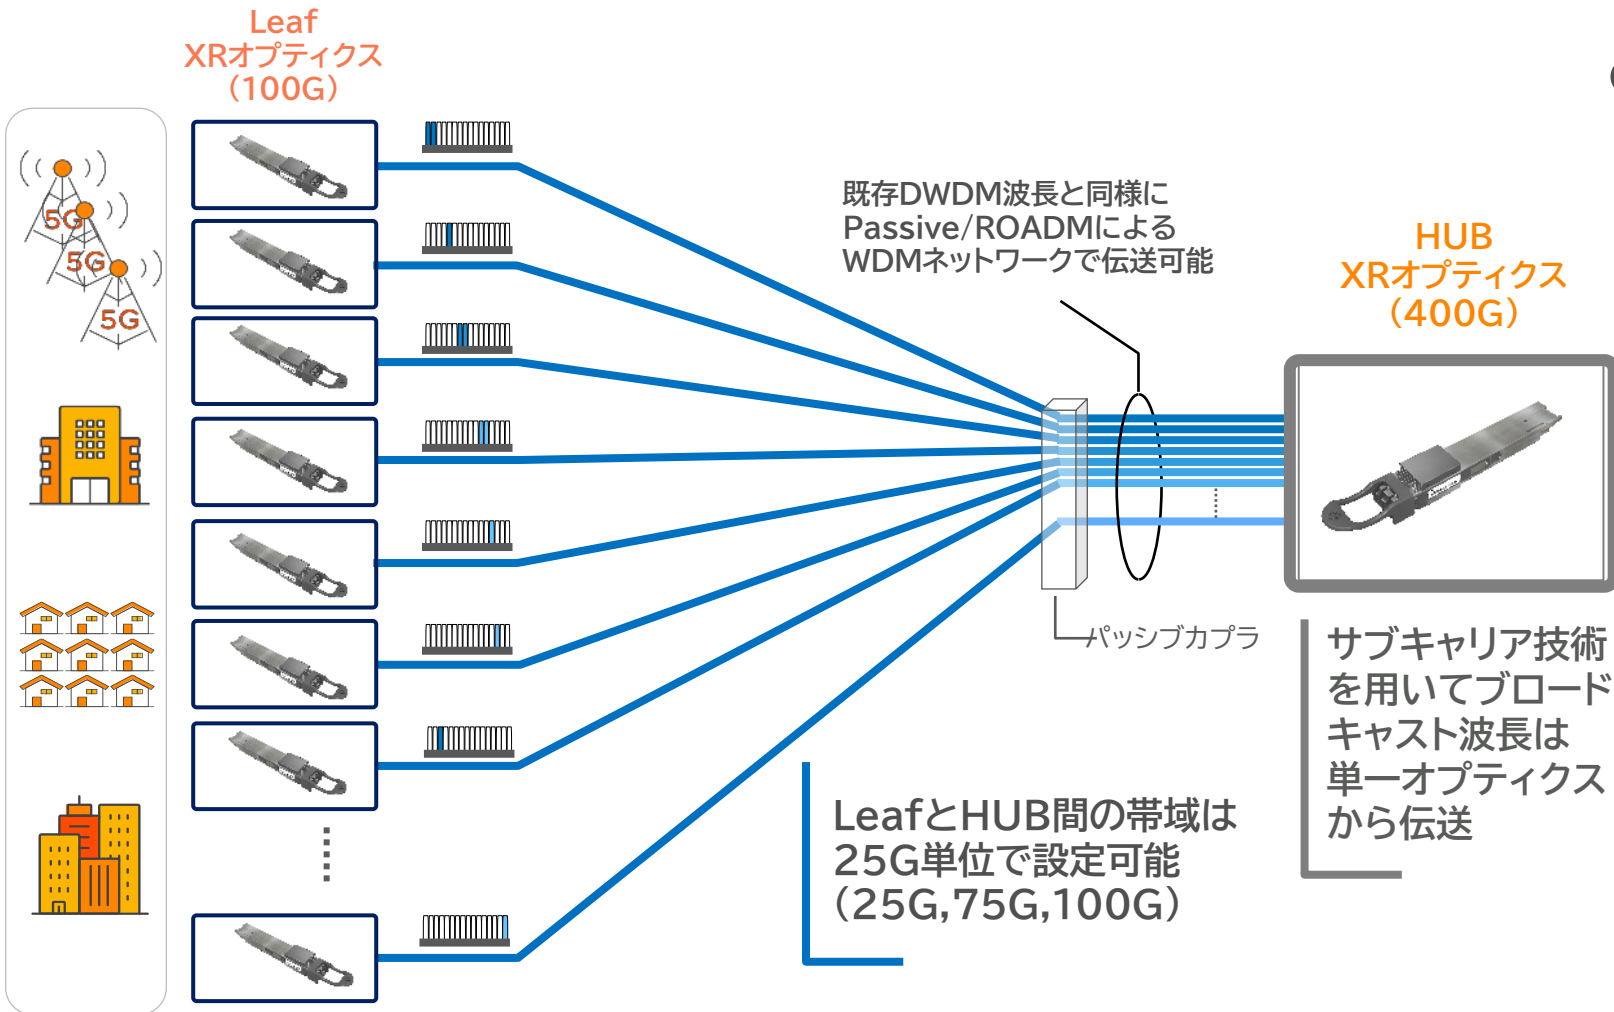 Leaf
XRオプティクス
(100G)
5G
5G
5G
既存DWDM波長と同様に
Passive/ROADMによる
WDMネットワークで伝送可能
HUB
XRオプティクス
(400G)
パッシブカプラ
LeafとHUB間の帯域は
25G単位で設定可能
(25G,75G,100G)
サブキャリア技術
を用いてブロード
キャスト波長は
単一オプティクス
から伝送